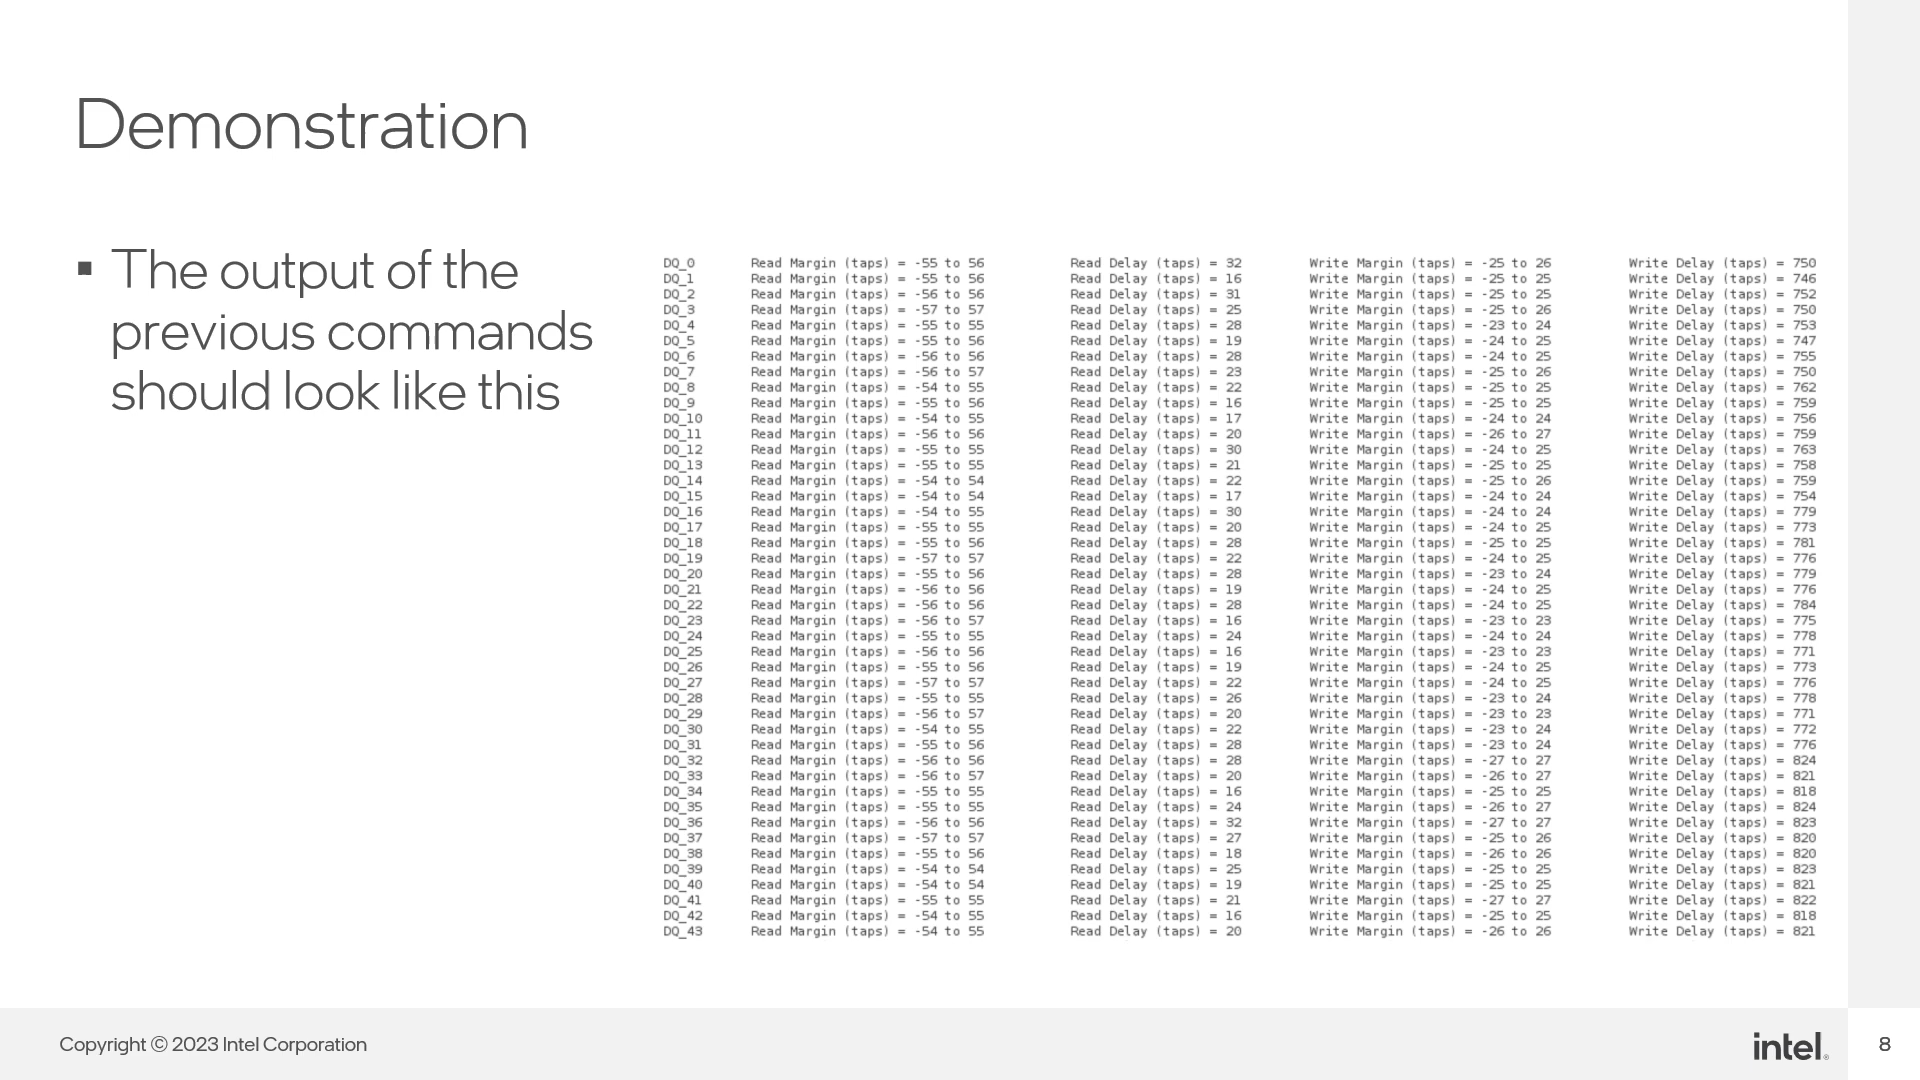 Demonstration
▪ The output of the
previous commands
should look like this
DQ_0 Read Margin (taps) = -55 to 56 Read Delay (taps) = 32 Write Margin (taps) = -25 to 26 Write Delay (taps) = 750
DQ_1 Read Margin (taps) = -55 to 56 Read Delay (taps) = 16 Write Margin (taps) = -25 to 25 Write Delay (taps) = 746
DQ_2 Read Margin (taps) = -56 to 56 Read Delay (taps) = 31 Write Margin (taps) = -25 to 25 Write Delay (taps) = 752
DQ_3 Read Margin (taps) = -57 to 57 Read Delay (taps) = 25 Write Margin (taps) = -25 to 26 Write Delay (taps) = 750
DQ_4 Read Margin (taps) = -55 to 55 Read Delay (taps) = 28 Write Margin (taps) = -23 to 24 Write Delay (taps) = 753
DQ_5 Read Margin (taps) = -55 to 56 Read Delay (taps) = 19 Write Margin (taps) = -24 to 25 Write Delay (taps) = 747
DQ_6 Read Margin (taps) = -56 to 56 Read Delay (taps) = 28 Write Margin (taps) = -24 to 25 Write Delay (taps) = 755
DQ_7 Read Margin (taps) = -56 to 57 Read Delay (taps) = 23 Write Margin (taps) = -25 to 26 Write Delay (taps) = 750
DQ_8 Read Margin (taps) = -54 to 55 Read Delay (taps) = 22 Write Margin (taps) = -25 to 25 Write Delay (taps) = 762
DQ_9 Read Margin (taps) = -55 to 56 Read Delay (taps) = 16 Write Margin (taps) = -25 to 25 Write Delay (taps) = 759
DQ_10 Read Margin (taps) = -54 to 55 Read Delay (taps) = 17 Write Margin (taps) = -24 to 24 Write Delay (taps) = 756
DQ_11 Read Margin (taps) = -56 to 56 Read Delay (taps) = 20 Write Margin (taps) = -26 to 27 Write Delay (taps) = 759
DQ_12 Read Margin (taps) = -55 to 55 Read Delay (taps) = 30 Write Margin (taps) = -24 to 25 Write Delay (taps) = 763
DQ_13 Read Margin (taps) = -55 to 55 Read Delay (taps) = 21 Write Margin (taps) = -25 to 25 Write Delay (taps) = 758
DQ_14 Read Margin (taps) = -54 to 54 Read Delay (taps) = 22 Write Margin (taps) = -25 to 26 Write Delay (taps) = 759
DQ_15 Read Margin (taps) = -54 to 54 Read Delay (taps) = 17 Write Margin (taps) = -24 to 24 Write Delay (taps) = 754
DQ_16 Read Margin (taps) = -54 to 55 Read Delay (taps) = 30 Write Margin (taps) = -24 to 24 Write Delay (taps) = 779
DQ_17 Read Margin (taps) = -55 to 55 Read Delay (taps) = 20 Write Margin (taps) = -24 to 25 Write Delay (taps) = 773
DQ_18 Read Margin (taps) = -55 to 56 Read Delay (taps) = 28 Write Margin (taps) = -25 to 25 Write Delay (taps) = 781
DQ_19 Read Margin (taps) = -57 to 57 Read Delay (taps) = 22 Write Margin (taps) = -24 to 25 Write Delay (taps) = 776
DQ_20 Read Margin (taps) = -55 to 56 Read Delay (taps) = 28 Write Margin (taps) = -23 to 24 Write Delay (taps) = 779
DQ_21 Read Margin (taps) = -56 to 56 Read Delay (taps) = 19 Write Margin (taps) = -24 to 25 Write Delay (taps) = 776
DQ_22 Read Margin (taps) = -56 to 56 Read Delay (taps) = 28 Write Margin (taps) = -24 to 25 Write Delay (taps) = 784
DQ_23 Read Margin (taps) = -56 to 57 Read Delay (taps) = 16 Write Margin (taps) = -23 to 23 Write Delay (taps) = 775
DQ_24 Read Margin (taps) = -55 to 55 Read Delay (taps) = 24 Write Margin (taps) = -24 to 24 Write Delay (taps) = 778
DQ_25 Read Margin (taps) = -56 to 56 Read Delay (taps) = 16 Write Margin (taps) = -23 to 23 Write Delay (taps) = 771
DQ_26 Read Margin (taps) = -55 to 56 Read Delay (taps) = 19 Write Margin (taps) = -24 to 25 Write Delay (taps) = 773
DQ_27 Read Margin (taps) = -57 to 57 Read Delay (taps) = 22 Write Margin (taps) = -24 to 25 Write Delay (taps) = 776
DQ_28 Read Margin (taps) = -55 to 55 Read Delay (taps) = 26 Write Margin (taps) = -23 to 24 Write Delay (taps) = 778
DQ_29 Read Margin (taps) = -56 to 57 Read Delay (taps) = 20 Write Margin (taps) = -23 to 23 Write Delay (taps) = 771
DQ_30 Read Margin (taps) = -54 to 55 Read Delay (taps) = 22 Write Margin (taps) = -23 to 24 Write Delay (taps) = 772
DQ_31 Read Margin (taps) = -55 to 56 Read Delay (taps) = 28 Write Margin (taps) = -23 to 24 Write Delay (taps) = 776
DQ_32 Read Margin (taps) = -56 to 56 Read Delay (taps) = 28 Write Margin (taps) = -27 to 27 Write Delay (taps) = 824
DQ_33 Read Margin (taps) = -56 to 57 Read Delay (taps) = 20 Write Margin (taps) = -26 to 27 Write Delay (taps) = 821
DQ_34 Read Margin (taps) = -55 to 55 Read Delay (taps) = 16 Write Margin (taps) = -25 to 25 Write Delay (taps) = 818
DQ_35 Read Margin (taps) = -55 to 55 Read Delay (taps) = 24 Write Margin (taps) = -26 to 27 Write Delay (taps) = 824
DQ_36 Read Margin (taps) = -56 to 56 Read Delay (taps) = 32 Write Margin (taps) = -27 to 27 Write Delay (taps) = 823
DQ_37 Read Margin (taps) = -57 to 57 Read Delay (taps) = 27 Write Margin (taps) = -25 to 26 Write Delay (taps) = 820
DQ_38 Read Margin (taps) = -55 to 56 Read Delay (taps) = 18 Write Margin (taps) = -26 to 26 Write Delay (taps) = 820
DQ_39 Read Margin (taps) = -54 to 54 Read Delay (taps) = 25 Write Margin (taps) = -25 to 25 Write Delay (taps) = 823
DQ_40 Read Margin (taps) = -54 to 54 Read Delay (taps) = 19 Write Margin (taps) = -25 to 25 Write Delay (taps) = 821
DQ_41 Read Margin (taps) = -55 to 55 Read Delay (taps) = 21 Write Margin (taps) = -27 to 27 Write Delay (taps) = 822
DQ_42 Read Margin (taps) = -54 to 55 Read Delay (taps) = 16 Write Margin (taps) = -25 to 25 Write Delay (taps) = 818
DQ_43 Read Margin (taps) = -54 to 55 Read Delay (taps) = 20 Write Margin (taps) = -26 to 26 Write Delay (taps) = 821
Copyright © 2023 Intel Corporation
intel®
8